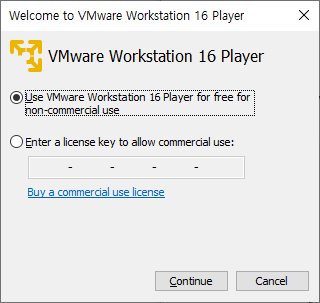 Welcome to VMware Workstation 16 Player
VMware Workstation 16 Player
Use VMware Workstation 16 Player for free for
non-commercial use
Enter a license key to allow commercial use:
- - - -
Buy a commercial use license
Continue Cancel